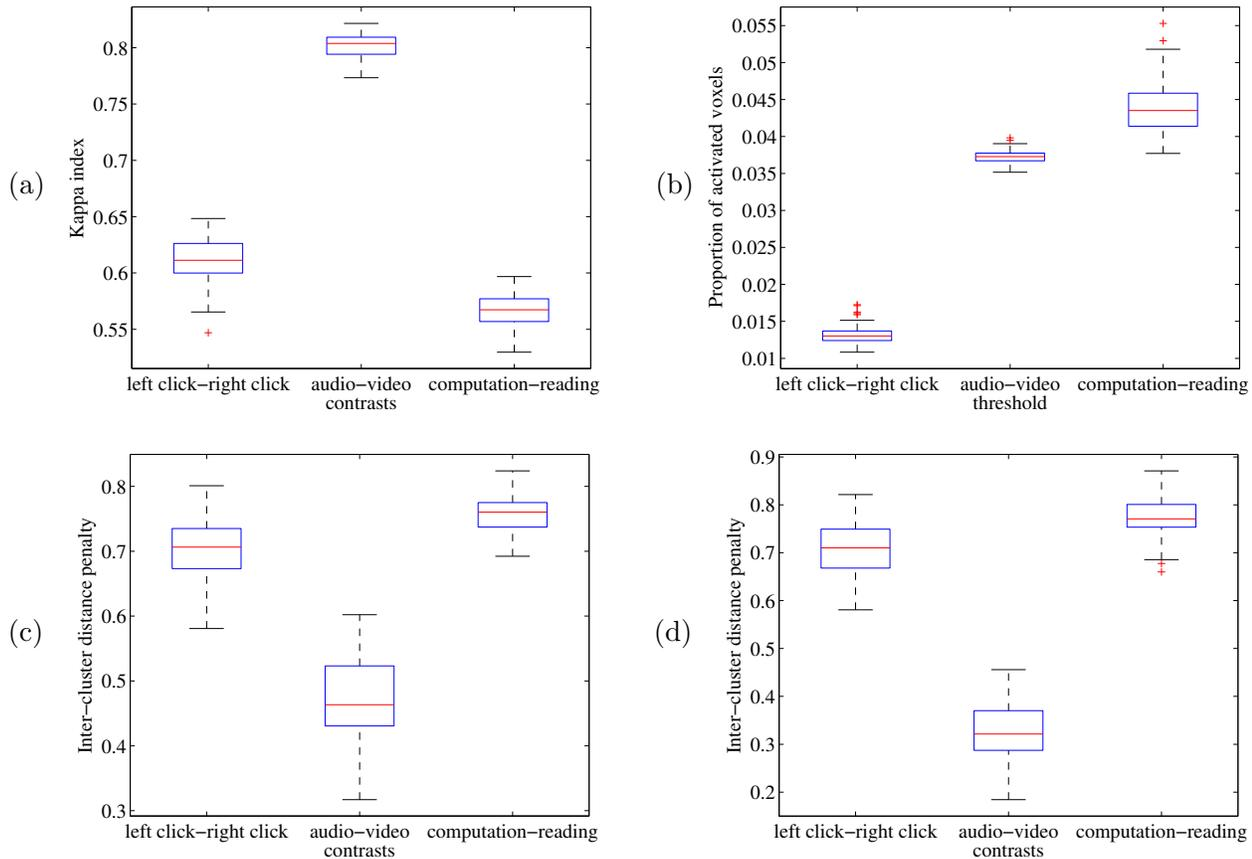 (a)
Kappa index
0.8
0.75
0.7
0.65
0.6
0.55
left click−right click audio−video computation−reading
contrasts
(b)
Proportion of activated voxels
0.055
0.05
0.045
0.04
0.035
0.03
0.025
0.02
0.015
0.01
left click−right click audio−video computation−reading
threshold
(c)
Inter−cluster distance penalty
0.8
0.7
0.6
0.5
0.4
0.3
left click−right click audio−video computation−reading
contrasts
(d)
Inter−cluster distance penalty
0.9
0.8
0.7
0.6
0.5
0.4
0.3
0.2
left click−right click audio−video computation−reading
contrasts